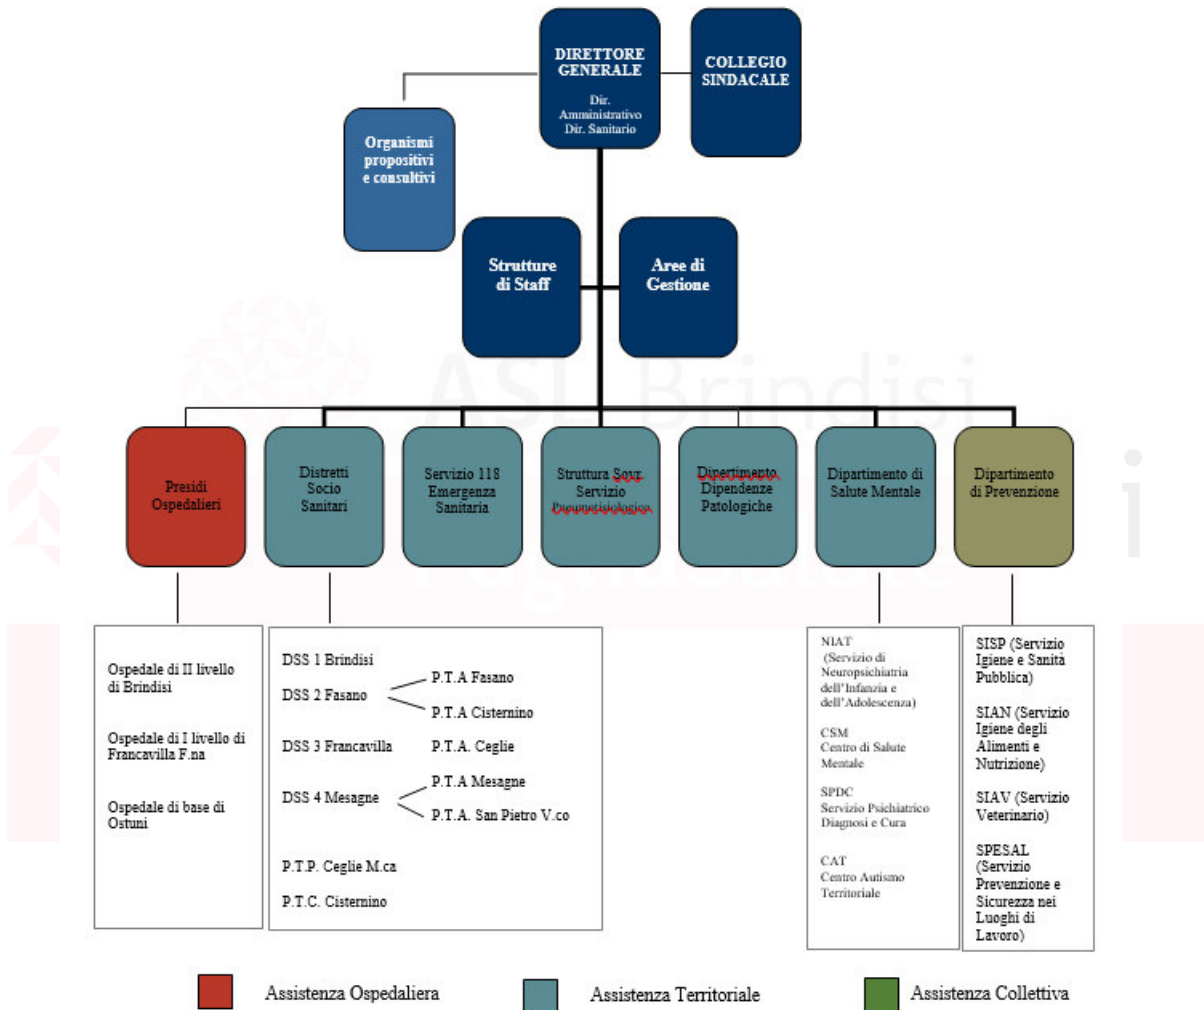 DIRETTORE
GENERALE
Dir.
Amministrativo
Dir. Sanitario
COLLEGIO
SINDACALE
Organismi
propositivi
e consultivi
Strutture
di Staff
Aree di
Gestione
ASL Brindisi
Presidi
Ospedalieri
Distretti
Socio
Sanitari
Servizio 118
Emergenza
Sanitaria
Struttura Sovr.
Servizio
Pneumotisiologico
Dipertimento
Dipendenze
Patologiche
Dipartimento di
Salute Mentale
Dipartimento
di Prevenzione
PugliaSalute
Ospedale di II livello
di Brindisi
Ospedale di I livello di
Francavilla F.na
Ospedale di base di
Ostuni
DSS 1 Brindisi
DSS 2 Fasano
P.T.A Fasano
P.T.A Cisternino
DSS 3 Francavilla
P.T.A. Ceglie
DSS 4 Mesagne
P.T.A Mesagne
P.T.A. San Pietro V.co
P.T.P. Ceglie M.ca
P.T.C. Cisternino
NIAT
(Servizio di
Neuropsichiatria
dell'Infanzia e
dell'Adolescenza)
CSM
Centro di Salute
Mentale
SPDC
Servizio Psichiatrico
Diagnosi e Cura
CAT
Centro Autismo
Territoriale
SISP (Servizio
Igiene e Sanità
Pubblica)
SIAN (Servizio
Igiene degli
Alimenti e
Nutrizione)
SIAV (Servizio
Veterinario)
SPESAL
(Servizio
Prevenzione e
Sicurezza nei
Luoghi di
Lavoro)
Assistenza Ospedaliera
Assistenza Territoriale
Assistenza Collettiva